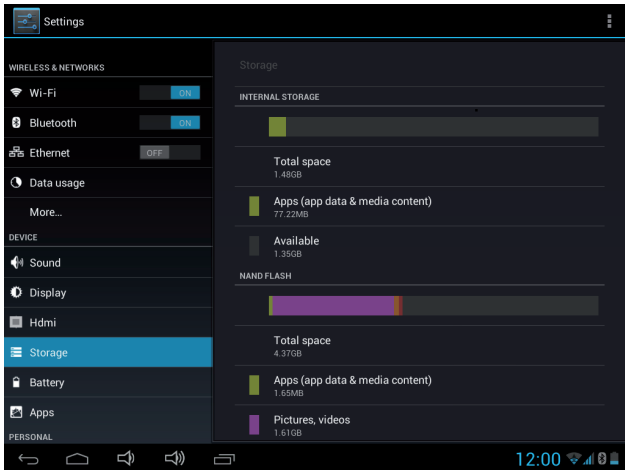 Settings
WIRELESS & NETWORKS
Wi-Fi ON
Bluetooth ON
Ethernet OFF
Data usage
More...
DEVICE
Sound
Display
Hdmi
Storage
Battery
Apps
PERSONAL
Storage
INTERNAL STORAGE
Total space
1.48GB
Apps (app data & media content)
77.22MB
Available
1.35GB
NAND FLASH
Total space
4.37GB
Apps (app data & media content)
1.65MB
Pictures, videos
1.61GB
12:00